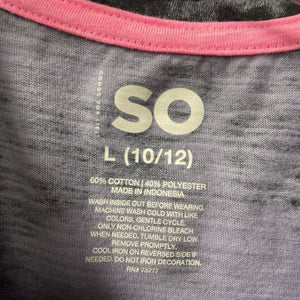 SO
L (10/12)
60% COTTON | 40% POLYESTER
MADE IN INDONESIA
WASH INSIDE OUT BEFORE WEARING.
MACHINE WASH COLD WITH LIKE
COLORS. GENTLE CYCLE.
ONLY NON-CHLORINE BLEACH
WHEN NEEDED. TUMBLE DRY LOW.
REMOVE PROMPTLY.
COOL IRON ON REVERSE SIDE IF
NEEDED. DO NOT IRON DECORATION.
RN# 73277